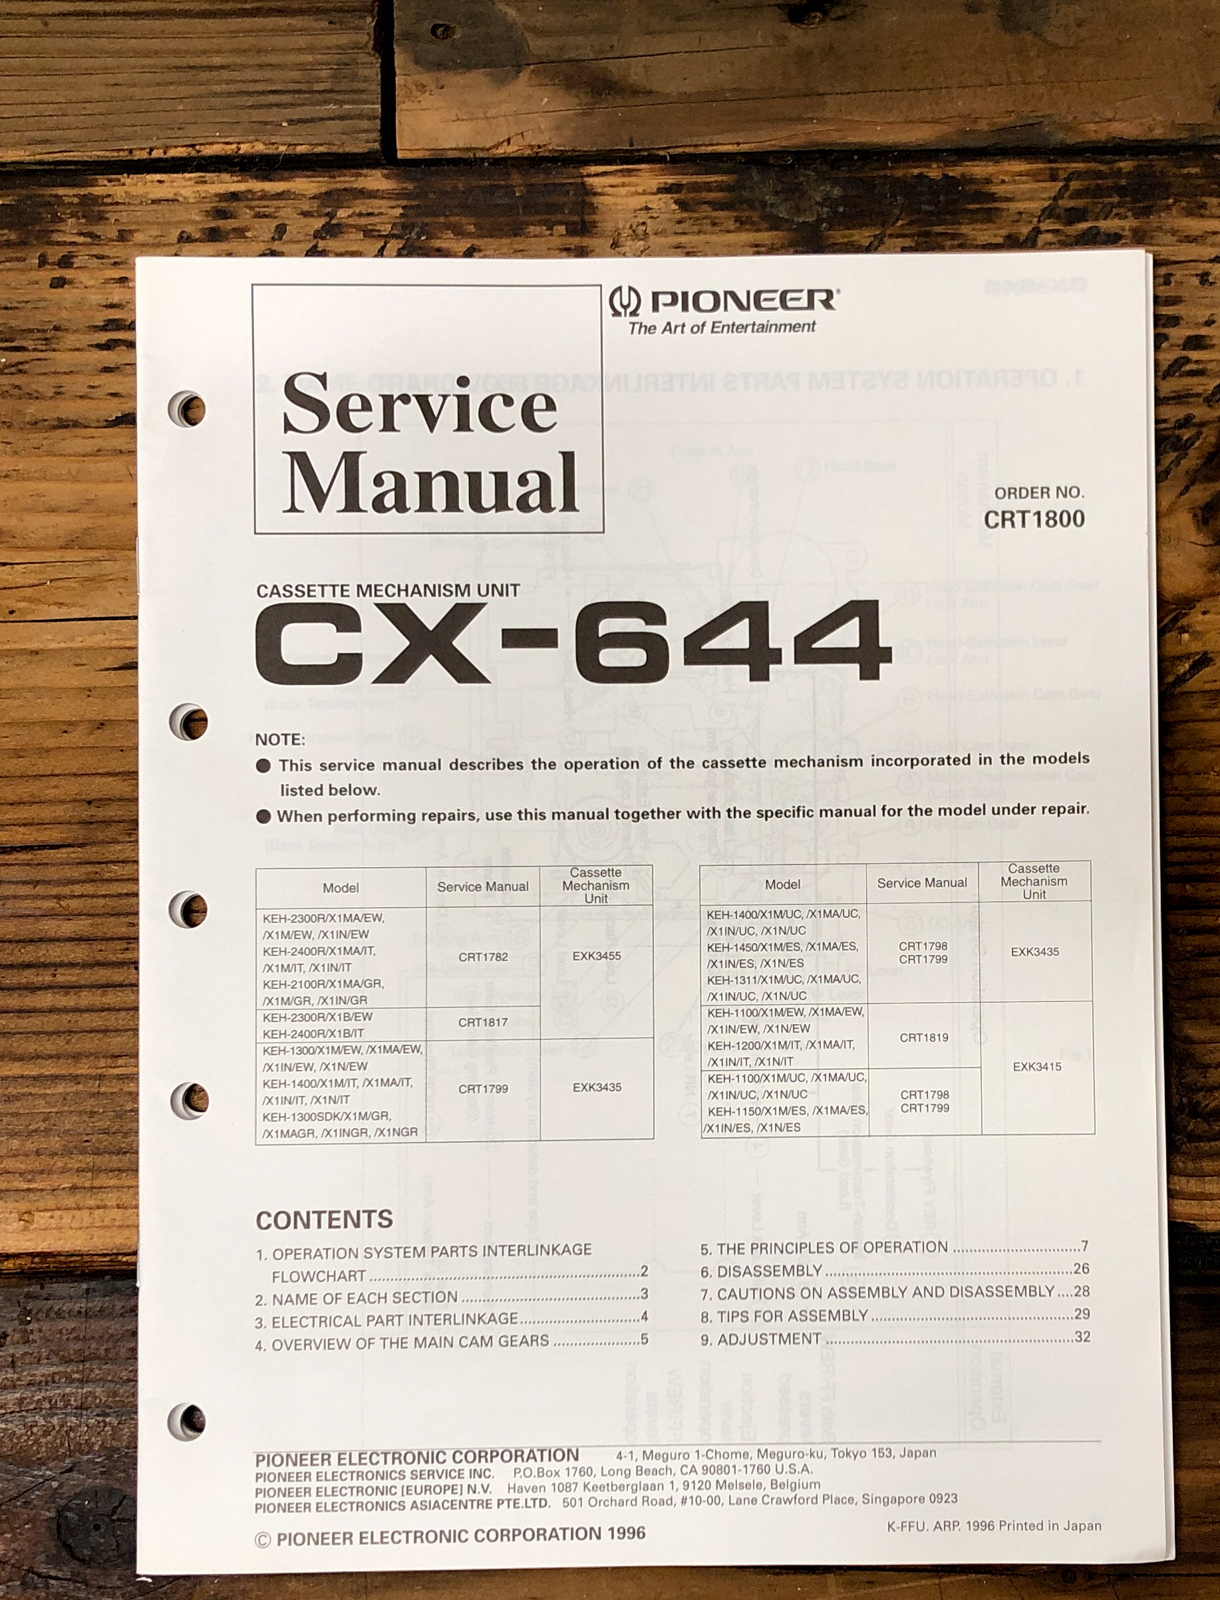 PIONEER
The Art of Entertainment
Service
Manual
ORDER NO.
CRT1800
CASSETTE MECHANISM UNIT
CX-644
NOTE:
● This service manual describes the operation of the cassette mechanism incorporated in the models
listed below.
● When performing repairs, use this manual together with the specific manual for the model under repair.
Model Service Manual Cassette Mechanism Unit
KEH-2300R/X1MA/EW,
/X1M/EW, /X1IN/EW
KEH-2400R/X1MA/IT,
/X1M/IT, /X1IN/IT
KEH-2100R/X1MA/GR,
/X1M/GR, /X1IN/GR
CRT1782
EXK3455
KEH-2300R/X1B/EW
KEH-2400R/X1B/IT
CRT1817
KEH-1300/X1M/EW, /X1MA/EW,
/X1IN/EW, /X1N/EW
KEH-1400/X1M/IT, /X1MA/IT,
/X1IN/IT, /X1N/IT
KEH-1300SDK/X1M/GR,
/X1MAGR, /X1INGR, /X1NGR
CRT1799
EXK3435
Model Service Manual Cassette Mechanism Unit
KEH-1400/X1M/UC, /X1MA/UC,
/X1IN/UC, /X1N/UC
KEH-1450/X1M/ES, /X1MA/ES,
/X1IN/ES, /X1N/ES
KEH-1311/X1M/UC, /X1MA/UC,
/X1IN/UC, /X1N/UC
CRT1798
CRT1799
EXK3435
KEH-1100/X1M/EW, /X1MA/EW,
/X1IN/EW, /X1N/EW
KEH-1200/X1M/IT, /X1MA/IT,
/X1IN/IT, /X1N/IT
CRT1819
EXK3415
KEH-1100/X1M/UC, /X1MA/UC,
/X1IN/UC, /X1N/UC
KEH-1150/X1M/ES, /X1MA/ES,
/X1IN/ES, /X1N/ES
CRT1798
CRT1799
CONTENTS
1. OPERATION SYSTEM PARTS INTERLINKAGE
FLOWCHART ..........2
2. NAME OF EACH SECTION ..........3
3. ELECTRICAL PART INTERLINKAGE..........4
4. OVERVIEW OF THE MAIN CAM GEARS ..........5
5. THE PRINCIPLES OF OPERATION ..........7
6. DISASSEMBLY ..........26
7. CAUTIONS ON ASSEMBLY AND DISASSEMBLY ....28
8. TIPS FOR ASSEMBLY ..........29
9. ADJUSTMENT ..........32
PIONEER ELECTRONIC CORPORATION 4-1, Meguro 1-Chome, Meguro-ku, Tokyo 153, Japan
PIONEER ELECTRONICS SERVICE INC. P.O.Box 1760, Long Beach, CA 90801-1760 U.S.A.
PIONEER ELECTRONIC [EUROPE] N.V. Haven 1087 Keetberglaan 1, 9120 Melsele, Belgium
PIONEER ELECTRONICS ASIACENTRE PTE.LTD. 501 Orchard Road, #10-00, Lane Crawford Place, Singapore 0923
© PIONEER ELECTRONIC CORPORATION 1996
K-FFU. ARP. 1996 Printed in Japan